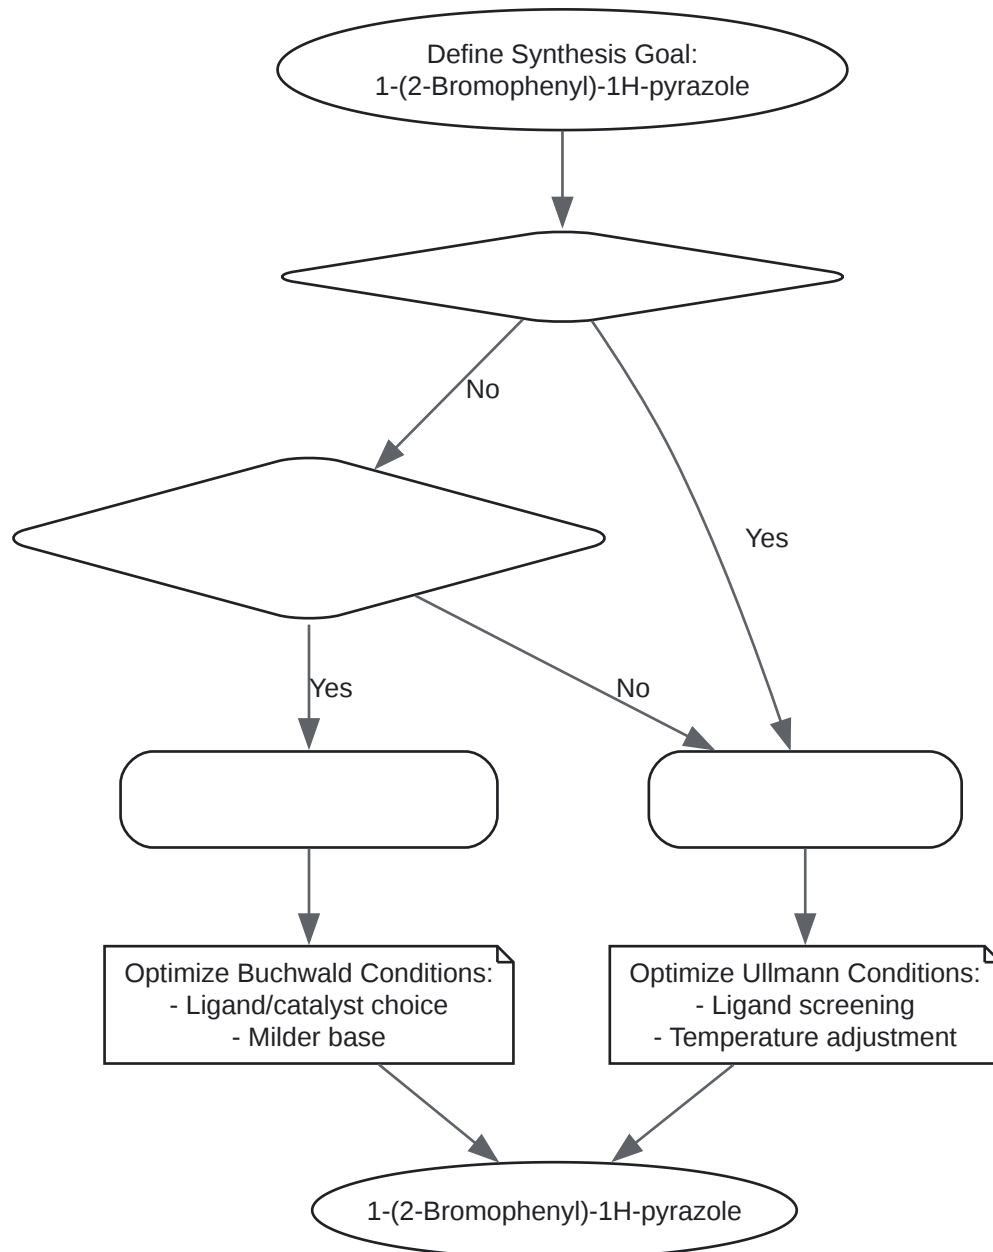 Define Synthesis Goal:
1-(2-Bromophenyl)-1H-pyrazole
No
Yes
Yes
No
Optimize Buchwald Conditions:
- Ligand/catalyst choice
- Milder base
Optimize Ullmann Conditions:
- Ligand screening
- Temperature adjustment
1-(2-Bromophenyl)-1H-pyrazole